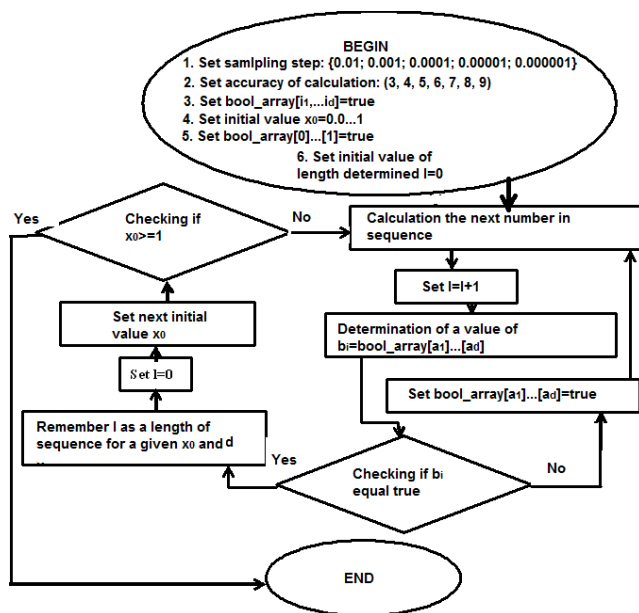 BEGIN
1. Set samlpling step: {0.01; 0.001; 0.0001; 0.00001; 0.000001}
2. Set accuracy of calculation: (3, 4, 5, 6, 7, 8, 9)
3. Set bool_array[i1,...id]=true
4. Set initial value x0=0.0...1
5. Set bool_array[0]...[1]=true
6. Set initial value of
length determined l=0
Yes
Checking if
x0>=1
No
Calculation the next number in
sequence
Set l=l+1
Set next initial
value x0
Determination of a value of
bi=bool_array[a1]...[ad]
Set l=0
Set bool_array[a1]...[ad]=true
Remember l as a length of
sequence for a given x0 and d
Yes
Checking if bi
equal true
No
END